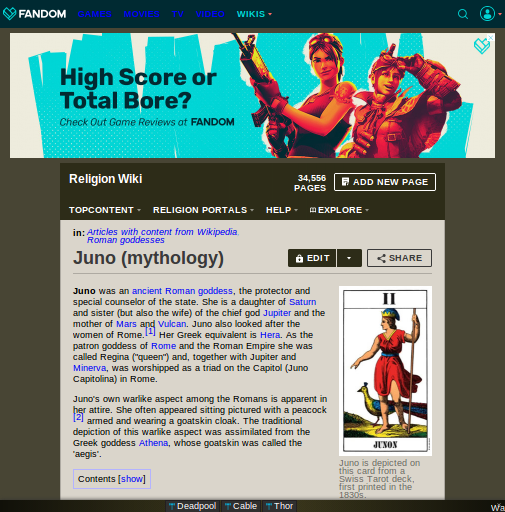 FANDOM GAMES MOVIES TV VIDEO WIKIS
High Score or
Total Bore?
Check Out Game Reviews at FANDOM
Religion Wiki
34,556
PAGES
ADD NEW PAGE
TOPCONTENT RELIGION PORTALS HELP EXPLORE
in: Articles with content from Wikipedia,
Roman goddesses
Juno (mythology)
EDIT SHARE
Juno was an ancient Roman goddess, the protector and
special counselor of the state. She is a daughter of Saturn
and sister (but also the wife) of the chief god Jupiter and the
mother of Mars and Vulcan. Juno also looked after the
women of Rome.[1] Her Greek equivalent is Hera. As the
patron goddess of Rome and the Roman Empire she was
called Regina ("queen") and, together with Jupiter and
Minerva, was worshipped as a triad on the Capitol (Juno
Capitolina) in Rome.
Juno's own warlike aspect among the Romans is apparent in
her attire. She often appeared sitting pictured with a peacock
[2] armed and wearing a goatskin cloak. The traditional
depiction of this warlike aspect was assimilated from the
Greek goddess Athena, whose goatskin was called the
'aegis'.
Contents [show]
II
JUNON
Juno is depicted on
this card from a
Swiss Tarot deck,
first printed in the
1830s.
Deadpool Cable Thor
Wa